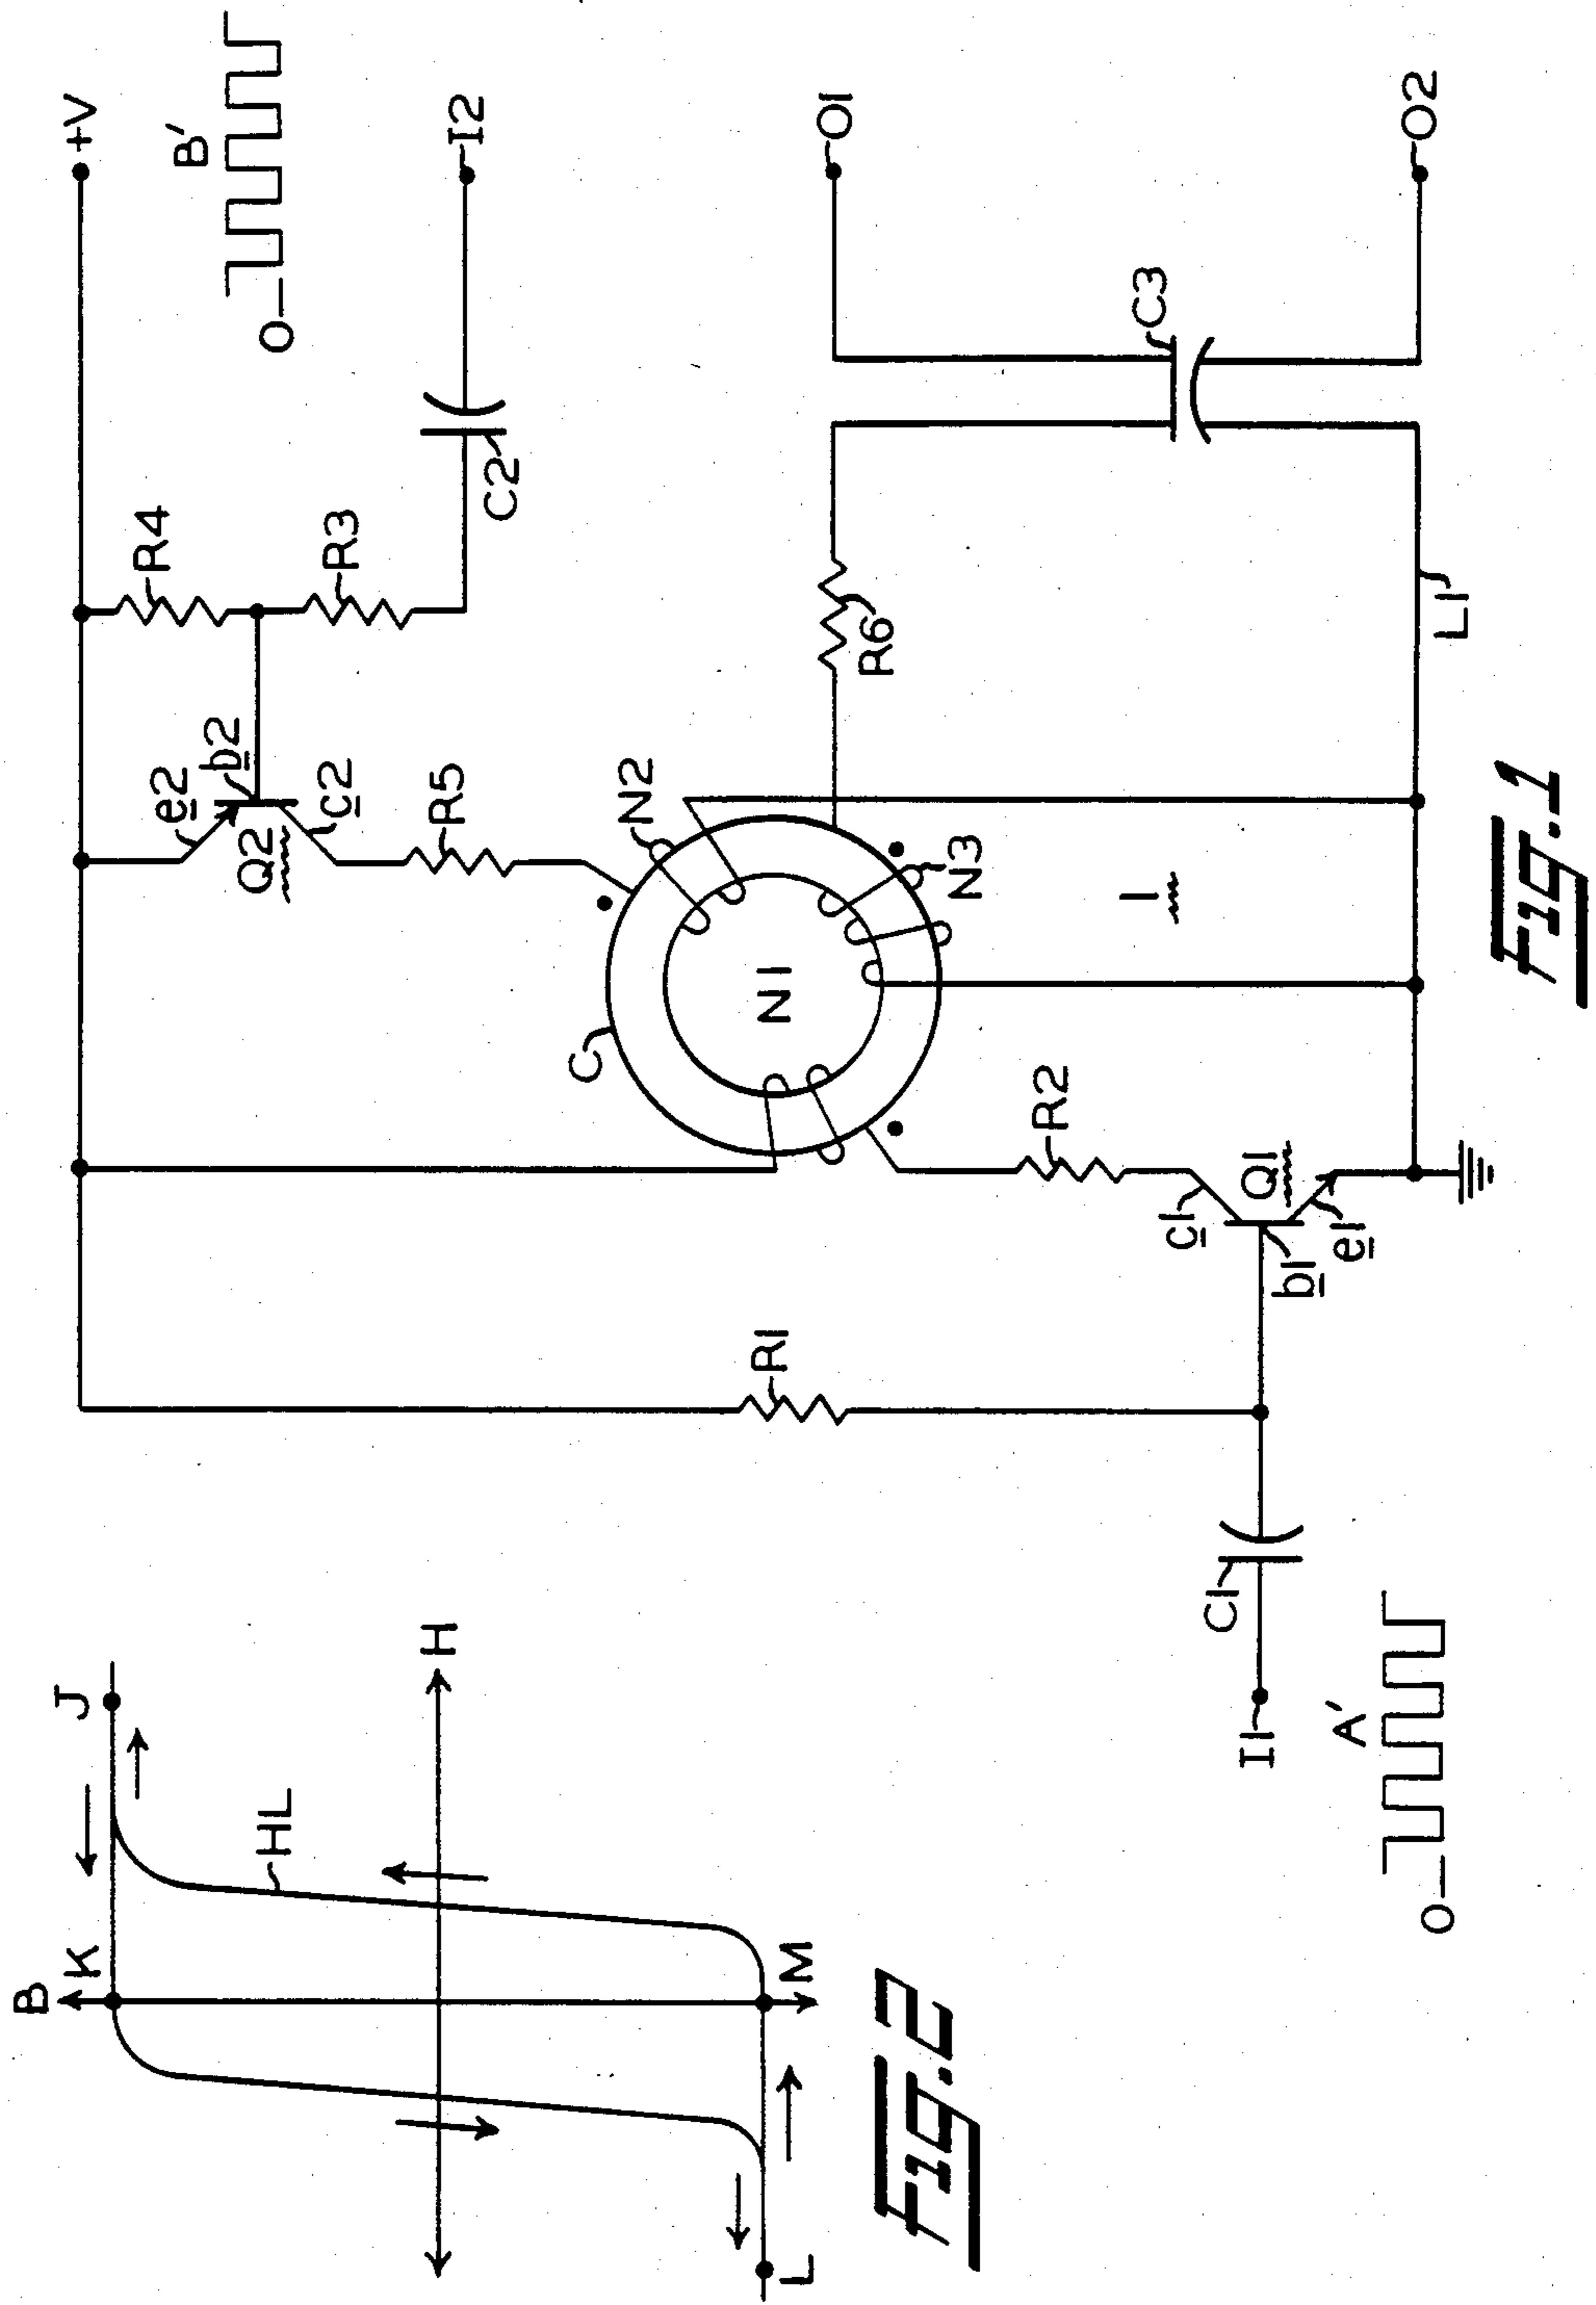 +V
B'
O
I2
R4
R3
C2
e2
b2
c2
Q2
R5
N2
C
N1
N3
R6
C3
O1
O2
L1
1
R2
R1
c1
Q1
b1
e1
C1
I1
A'
O
Fig. 1
B
K
J
HL
H
M
L
Fig. 2